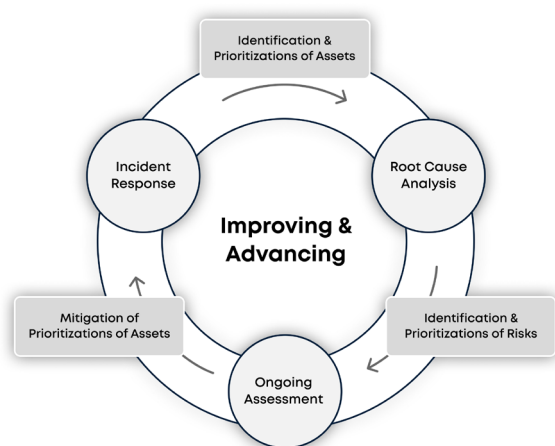 Identification &
Prioritizations of Assets
Incident
Response
Root Cause
Analysis
Improving &
Advancing
Mitigation of
Prioritizations of Assets
Identification &
Prioritizations of Risks
Ongoing
Assessment